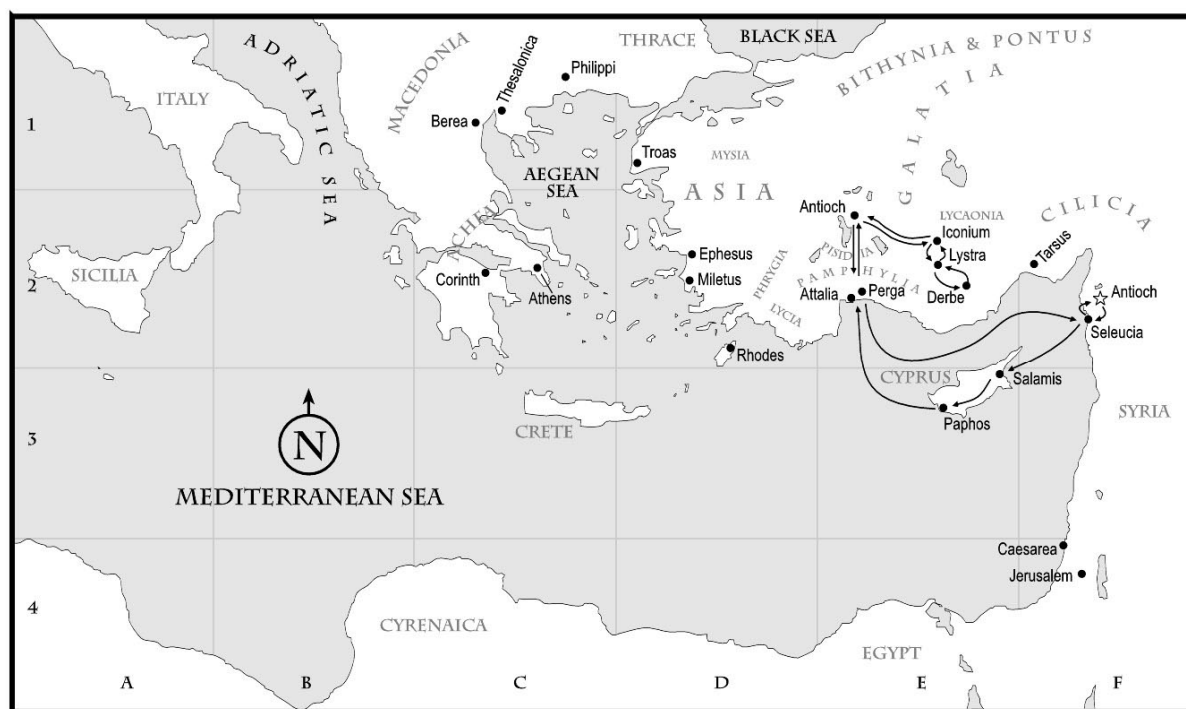 BLACK SEA
THRACE
BITHYNIA & PONTUS
GALATIA
ADRIATIC SEA
MACEDONIA
Thesalonica
Philippi
ITALY
Berea
1
Troas
MYSIA
AEGEAN
SEA
ASIA
Antioch
LYCAONIA
CILICIA
Iconium
ACHEA
PISIDIA
Lystra
Tarsus
Ephesus
SICILIA
PHRYGIA
PAMPHYLIA
Corinth
Miletus
2
Athens
Attalia
Perga
Derbe
Antioch
LYCIA
Seleucia
Rhodes
CYPRUS
Salamis
SYRIA
Paphos
CRETE
3
N
MEDITERRANEAN SEA
Caesarea
Jerusalem
4
CYRENAICA
EGYPT
A
B
C
D
E
F